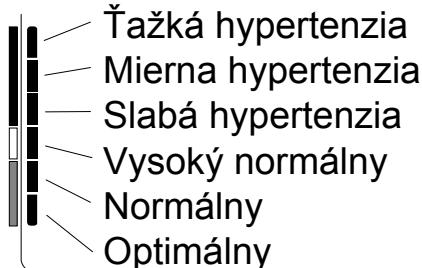 Ťažká hypertenzia
Mierna hypertenzia
Slabá hypertenzia
Vysoký normálny
Normálny
Optimálny